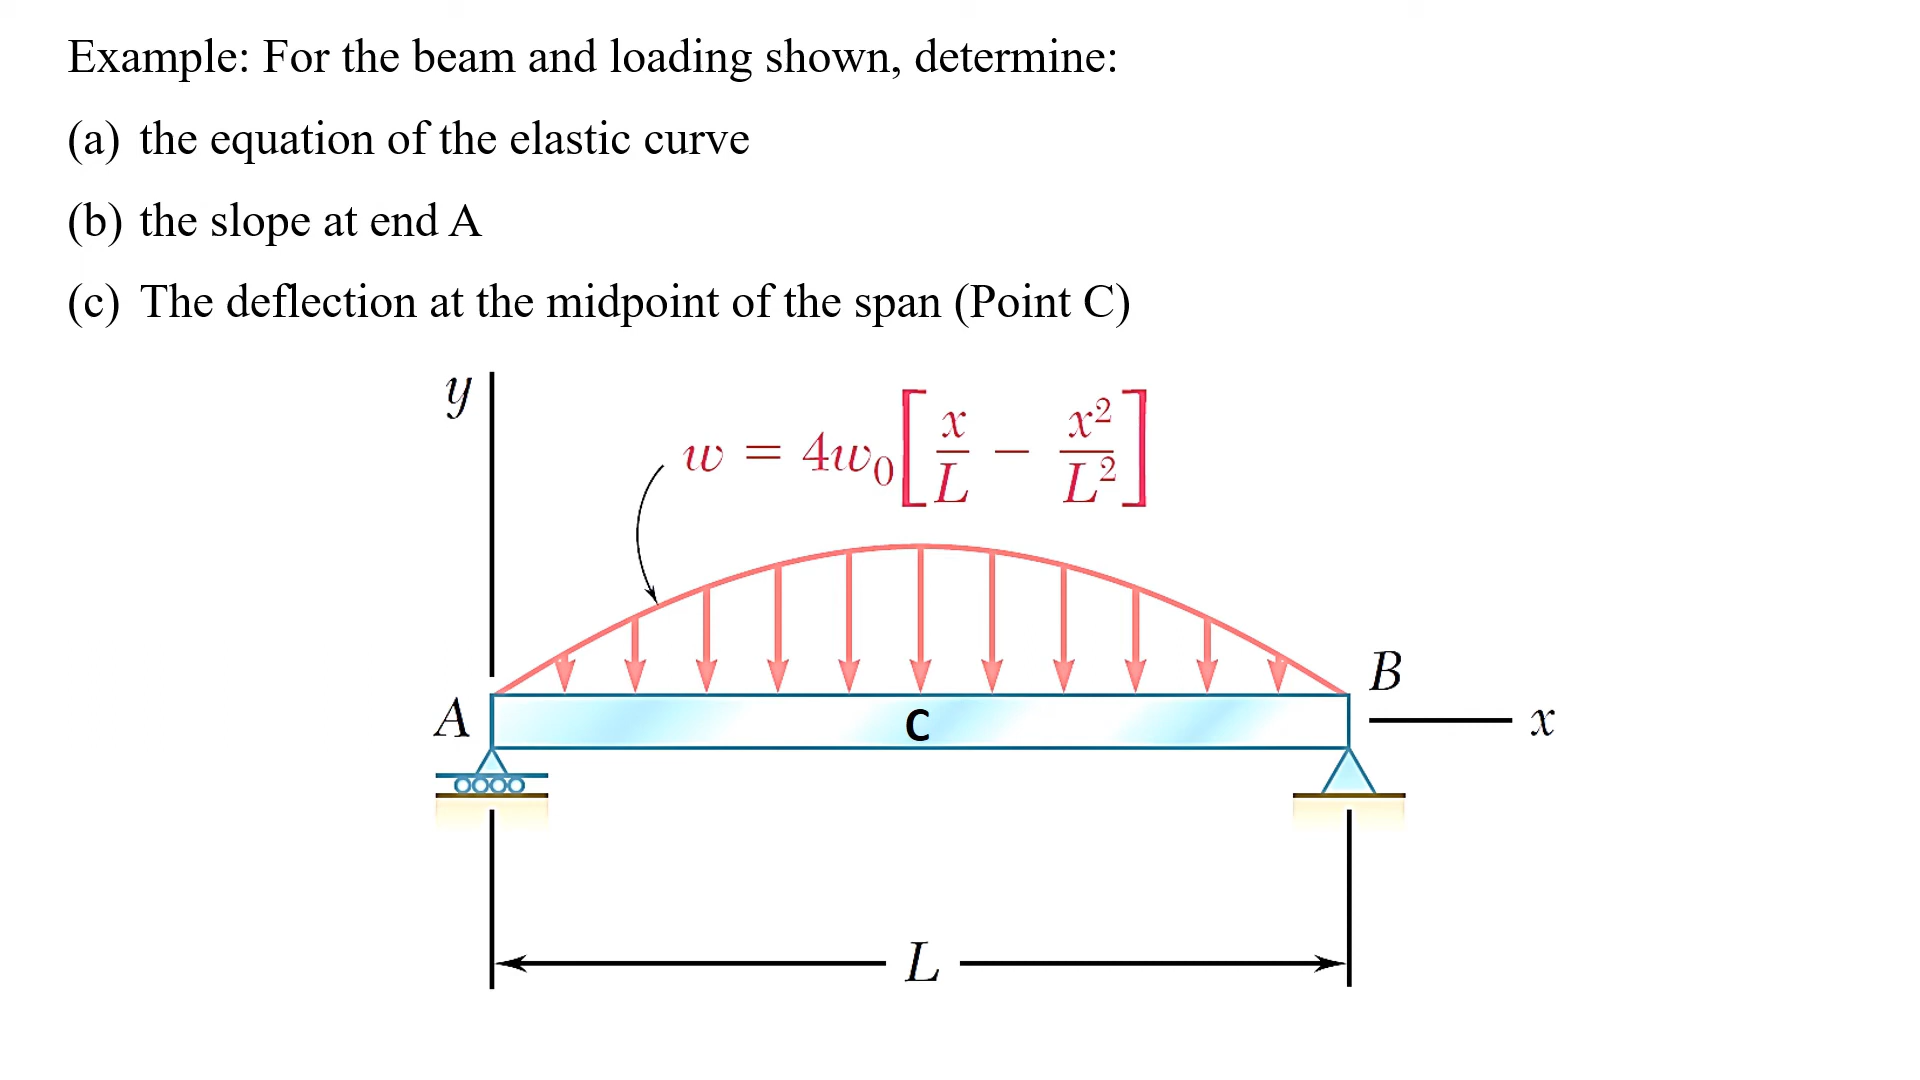 Example: For the beam and loading shown, determine:
(a) the equation of the elastic curve
(b) the slope at end A
(c) The deflection at the midpoint of the span (Point C)
y
w = 4w₀[x/L − x²/L²]
B
A
C
x
L